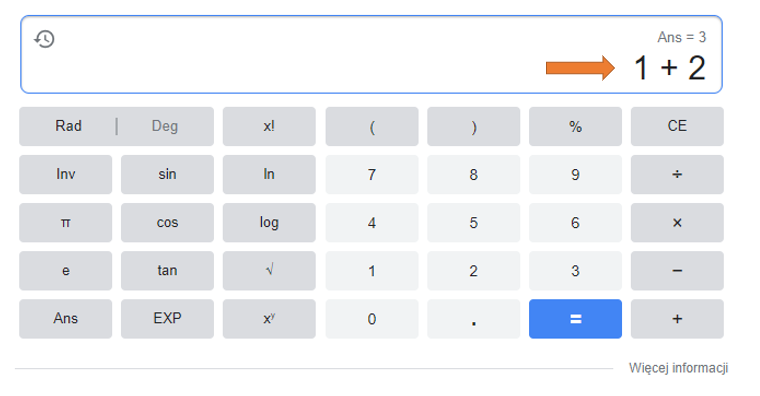 Ans = 3
1 + 2
Rad | Deg x! ( ) % CE
Inv sin ln 7 8 9 ÷
π cos log 4 5 6 ×
e tan √ 1 2 3 −
Ans EXP xʸ 0 . = +
Więcej informacji